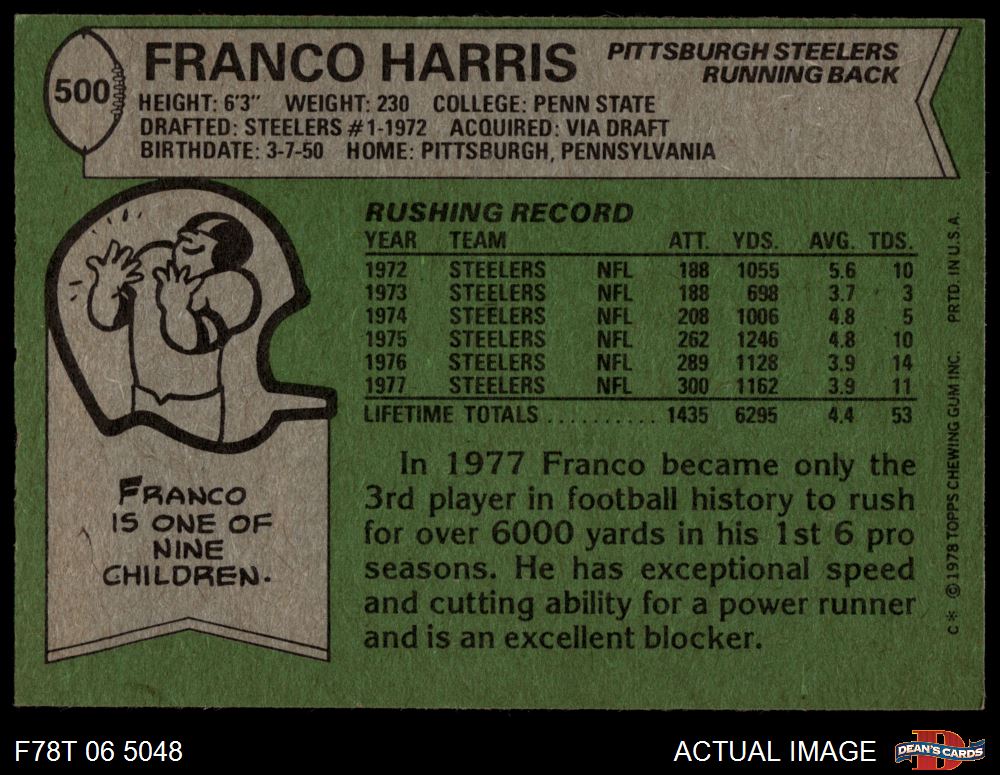 500
FRANCO HARRIS
PITTSBURGH STEELERS
RUNNING BACK
HEIGHT: 6'3" WEIGHT: 230 COLLEGE: PENN STATE
DRAFTED: STEELERS #1-1972 ACQUIRED: VIA DRAFT
BIRTHDATE: 3-7-50 HOME: PITTSBURGH, PENNSYLVANIA
RUSHING RECORD
YEAR TEAM ATT. YDS. AVG. TDS.
1972 STEELERS NFL 188 1055 5.6 10
1973 STEELERS NFL 188 698 3.7 3
1974 STEELERS NFL 208 1006 4.8 5
1975 STEELERS NFL 262 1246 4.8 10
1976 STEELERS NFL 289 1128 3.9 14
1977 STEELERS NFL 300 1162 3.9 11
LIFETIME TOTALS .......... 1435 6295 4.4 53
In 1977 Franco became only the
3rd player in football history to rush
for over 6000 yards in his 1st 6 pro
seasons. He has exceptional speed
and cutting ability for a power runner
and is an excellent blocker.
FRANCO
IS ONE OF
NINE
CHILDREN.
C* ©1978 TOPPS CHEWING GUM INC. PRTD. IN U.S.A.
F78T 06 5048
ACTUAL IMAGE
D
DEAN'S CARDS